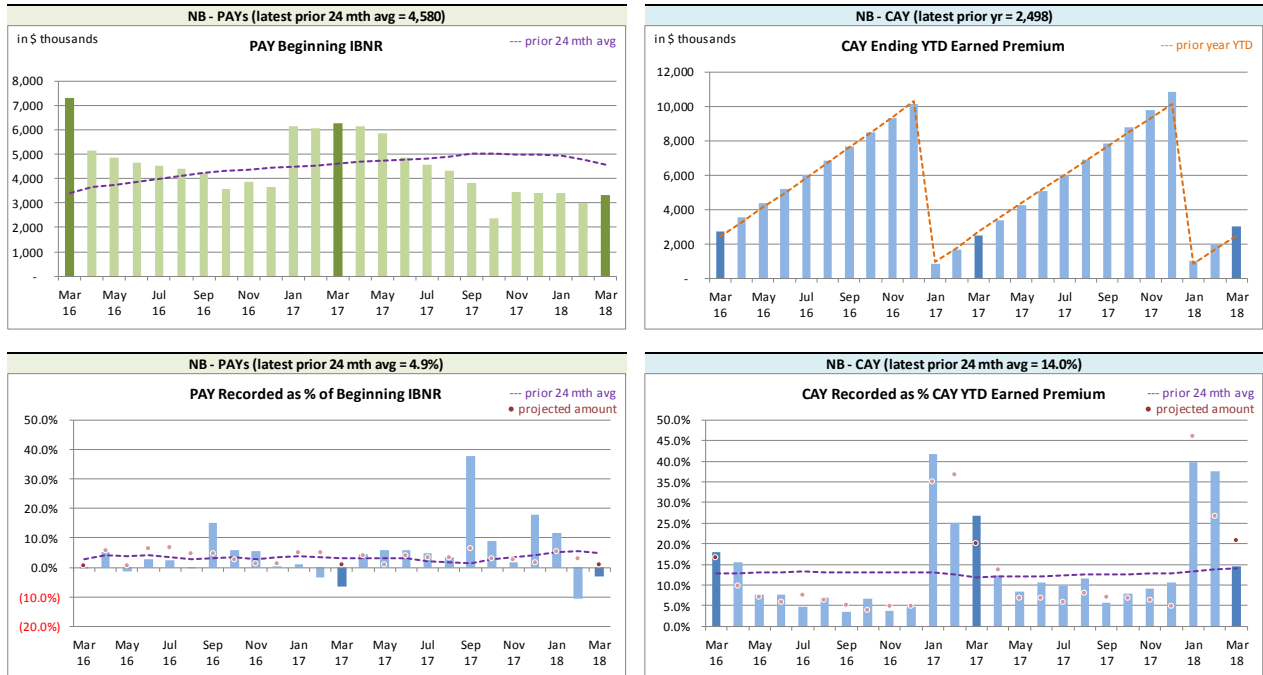 NB - PAYs (latest prior 24 mth avg = 4,580)
in $ thousands
PAY Beginning IBNR
--- prior 24 mth avg
8,000
7,000
6,000
5,000
4,000
3,000
2,000
1,000
-
Mar May Jul Sep Nov Jan Mar May Jul Sep Nov Jan Mar
16 16 16 16 16 17 17 17 17 17 17 18 18
NB - CAY (latest prior yr = 2,498)
in $ thousands
CAY Ending YTD Earned Premium
--- prior year YTD
12,000
10,000
8,000
6,000
4,000
2,000
-
Mar May Jul Sep Nov Jan Mar May Jul Sep Nov Jan Mar
16 16 16 16 16 17 17 17 17 17 17 18 18
NB - PAYs (latest prior 24 mth avg = 4.9%)
PAY Recorded as % of Beginning IBNR
--- prior 24 mth avg
• projected amount
50.0%
40.0%
30.0%
20.0%
10.0%
0.0%
(10.0%)
(20.0%)
Mar May Jul Sep Nov Jan Mar May Jul Sep Nov Jan Mar
16 16 16 16 16 17 17 17 17 17 17 18 18
NB - CAY (latest prior 24 mth avg = 14.0%)
CAY Recorded as % CAY YTD Earned Premium
--- prior 24 mth avg
• projected amount
50.0%
45.0%
40.0%
35.0%
30.0%
25.0%
20.0%
15.0%
10.0%
5.0%
0.0%
Mar May Jul Sep Nov Jan Mar May Jul Sep Nov Jan Mar
16 16 16 16 16 17 17 17 17 17 17 18 18